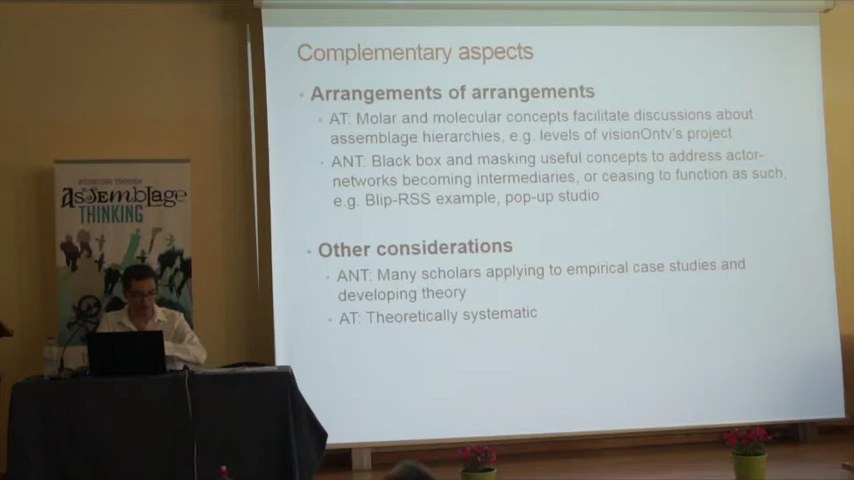 Complementary aspects
• Arrangements of arrangements
• AT: Molar and molecular concepts facilitate discussions about
assemblage hierarchies, e.g. levels of visionOntv's project
• ANT: Black box and masking useful concepts to address actor-
networks becoming intermediaries, or ceasing to function as such,
e.g. Blip-RSS example, pop-up studio
• Other considerations
• ANT: Many scholars applying to empirical case studies and
developing theory
• AT: Theoretically systematic
AssemblAge
THINKING